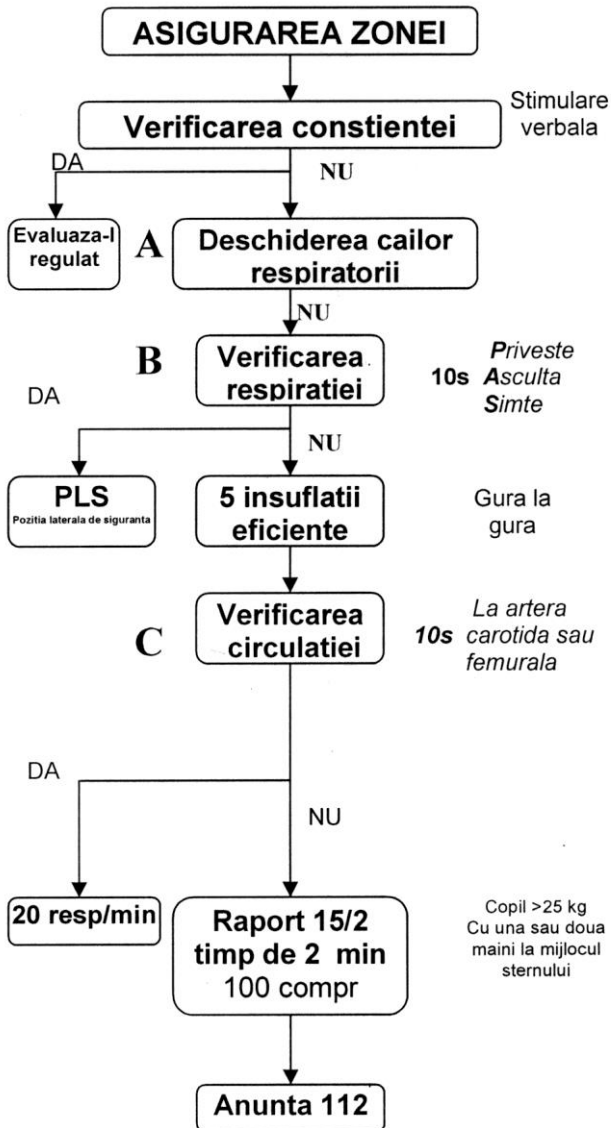 ASIGURAREA ZONEI
Verificarea constientei
Stimulare
verbala
DA
NU
Evaluaza-l
regulat
A
Deschiderea cailor
respiratorii
NU
B
Verificarea
respiratiei
Priveste
10s Asculta
Simte
DA
NU
PLS
Pozitia laterala de siguranta
5 insuflatii
eficiente
Gura la
gura
C
Verificarea
circulatiei
La artera
10s carotida sau
femurala
DA
NU
20 resp/min
Raport 15/2
timp de 2 min
100 compr
Copil >25 kg
Cu una sau doua
maini la mijlocul
sternului
Anunta 112